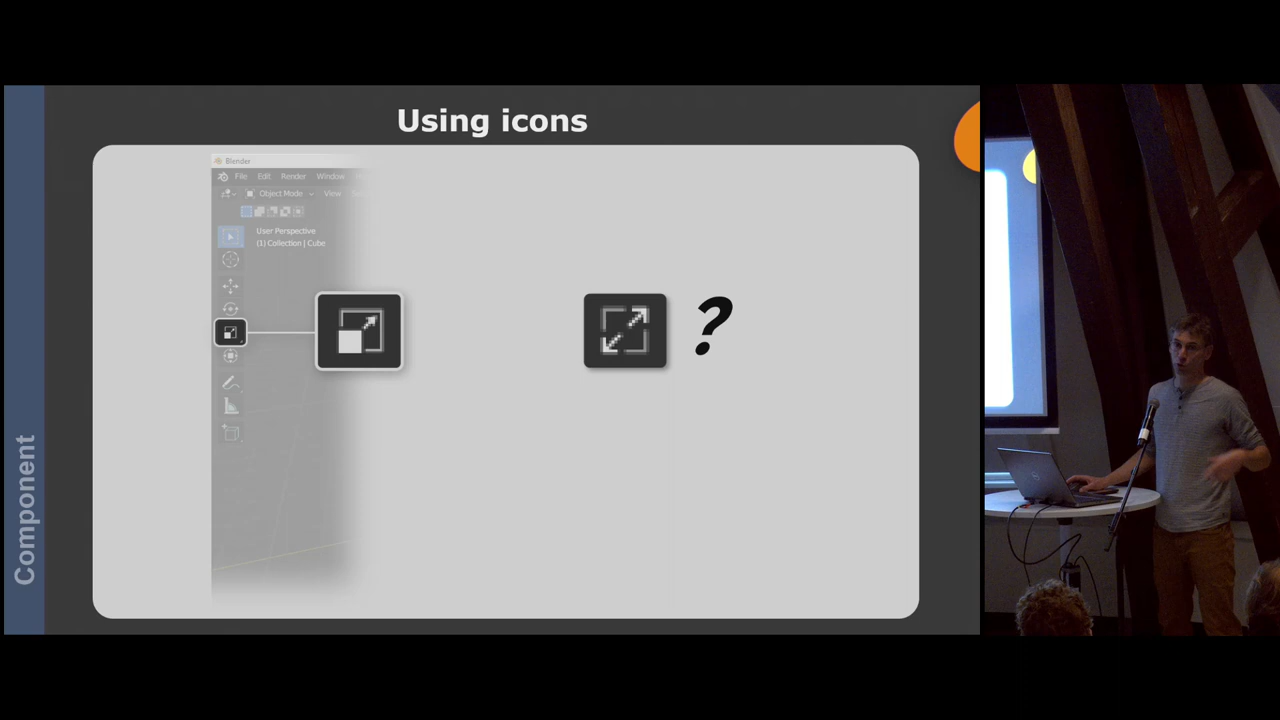 Using icons
Blender
File Edit Render Window
Object Mode View
User Perspective
(1) Collection | Cube
?
Component